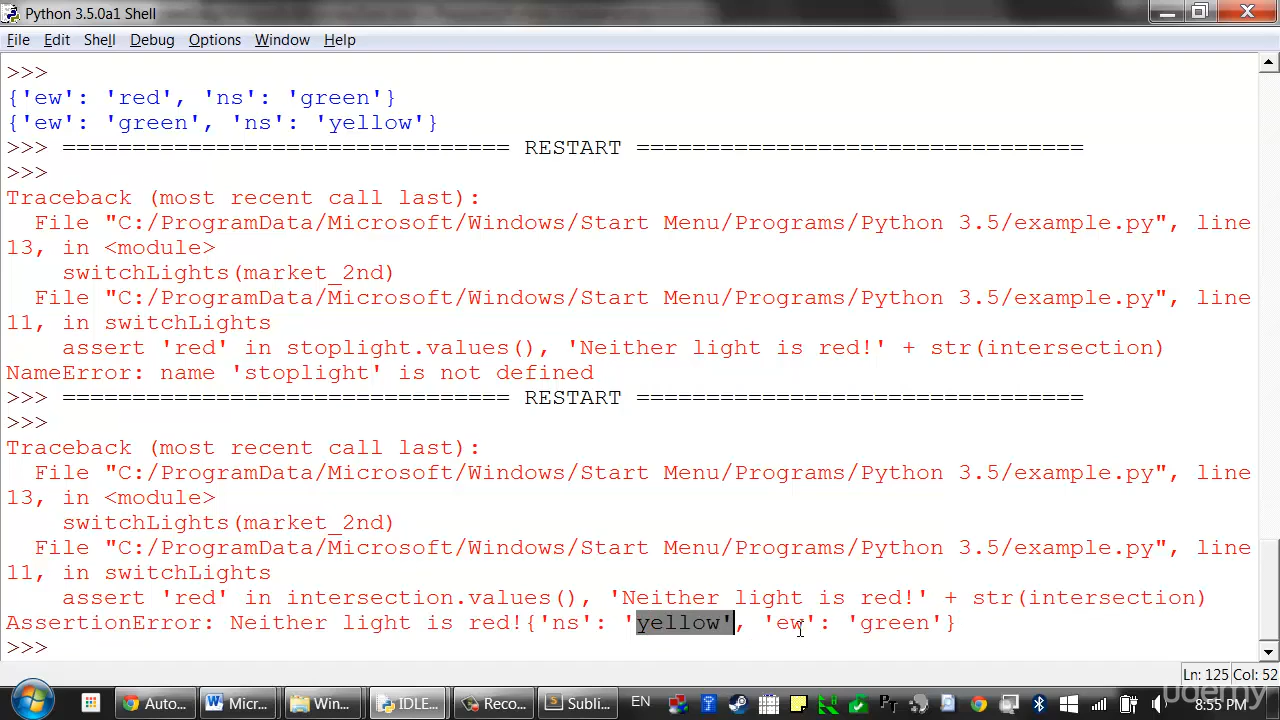 Python 3.5.0a1 Shell
File Edit Shell Debug Options Window Help
>>>
{'ew': 'red', 'ns': 'green'}
{'ew': 'green', 'ns': 'yellow'}
>>> ================================ RESTART ================================
>>>
Traceback (most recent call last):
  File "C:/ProgramData/Microsoft/Windows/Start Menu/Programs/Python 3.5/example.py", line
13, in <module>
    switchLights(market_2nd)
  File "C:/ProgramData/Microsoft/Windows/Start Menu/Programs/Python 3.5/example.py", line
11, in switchLights
    assert 'red' in stoplight.values(), 'Neither light is red!' + str(intersection)
NameError: name 'stoplight' is not defined
>>> ================================ RESTART ================================
>>>
Traceback (most recent call last):
  File "C:/ProgramData/Microsoft/Windows/Start Menu/Programs/Python 3.5/example.py", line
13, in <module>
    switchLights(market_2nd)
  File "C:/ProgramData/Microsoft/Windows/Start Menu/Programs/Python 3.5/example.py", line
11, in switchLights
    assert 'red' in intersection.values(), 'Neither light is red!' + str(intersection)
AssertionError: Neither light is red!{'ns': 'yellow', 'ew': 'green'}
>>>
Ln: 125 Col: 52
Auto... Micr... Win... IDLE... Reco... Subli... EN 8:55 PM
udemy